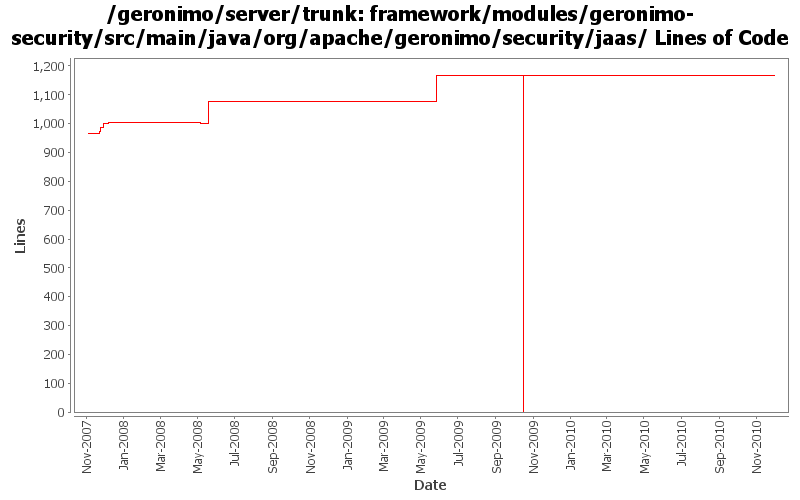 /geronimo/server/trunk: framework/modules/geronimo-
security/src/main/java/org/apache/geronimo/security/jaas/ Lines of Code
1,200
1,100
1,000
900
800
700
600
500
400
300
200
100
0
Lines
Nov-2007
Jan-2008
Mar-2008
May-2008
Jul-2008
Sep-2008
Nov-2008
Jan-2009
Mar-2009
May-2009
Jul-2009
Sep-2009
Nov-2009
Jan-2010
Mar-2010
May-2010
Jul-2010
Sep-2010
Nov-2010
Date